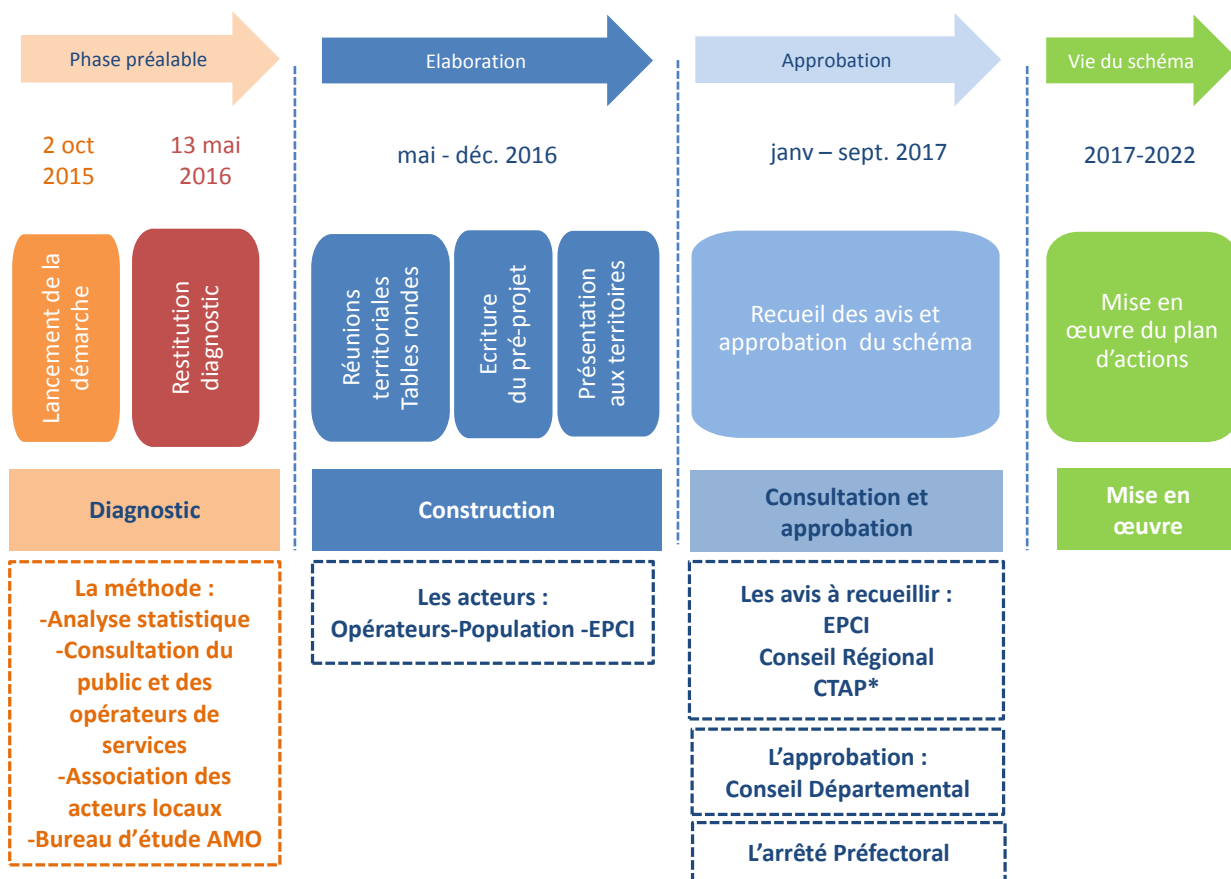 Phase préalable
Elaboration
Approbation
Vie du schéma
2 oct
2015
13 mai
2016
mai - déc. 2016
janv – sept. 2017
2017-2022
Lancement de la
démarche
Restitution
diagnostic
Réunions
territoriales
Tables rondes
Ecriture
du pré-projet
Présentation
aux territoires
Recueil des avis et
approbation du schéma
Mise en
œuvre du plan
d’actions
Diagnostic
Construction
Consultation et
approbation
Mise en
œuvre
La méthode :
-Analyse statistique
-Consultation du
public et des
opérateurs de
services
-Association des
acteurs locaux
-Bureau d’étude AMO
Les acteurs :
Opérateurs-Population -EPCI
Les avis à recueillir :
EPCI
Conseil Régional
CTAP*
L’approbation :
Conseil Départemental
L’arrêté Préfectoral